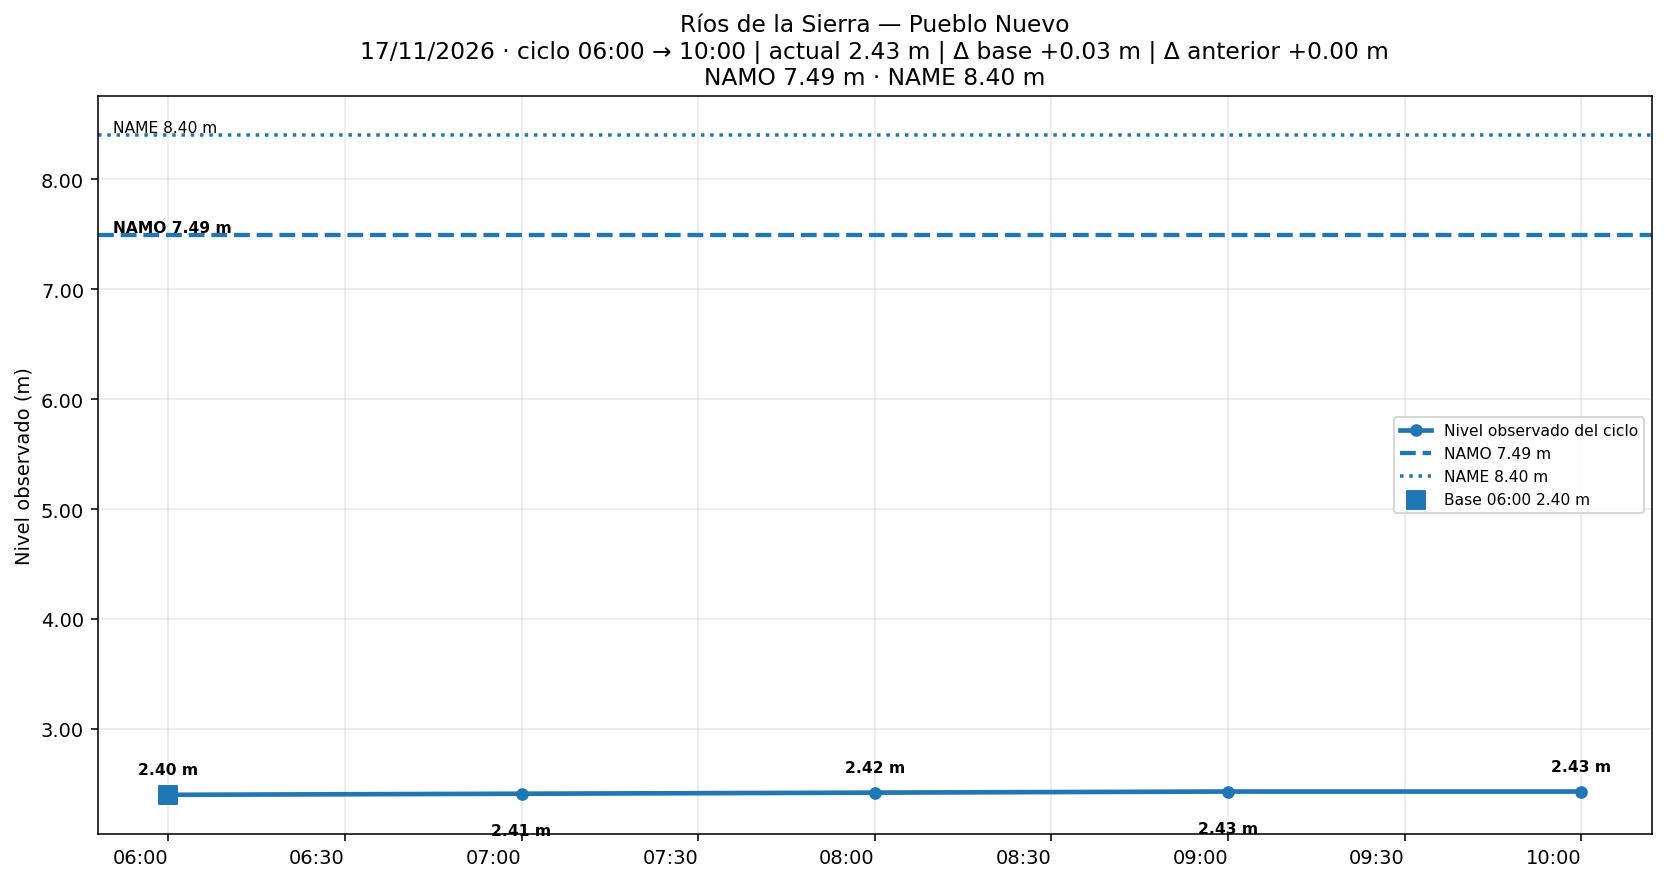 Ríos de la Sierra — Pueblo Nuevo
17/11/2026 · ciclo 06:00 → 10:00 | actual 2.43 m | Δ base +0.03 m | Δ anterior +0.00 m
NAMO 7.49 m · NAME 8.40 m
NAME 8.40 m
8.00
NAMO 7.49 m
7.00
6.00
5.00
4.00
3.00
Nivel observado (m)
Nivel observado del ciclo
NAMO 7.49 m
NAME 8.40 m
Base 06:00 2.40 m
2.40 m
2.41 m
2.42 m
2.43 m
2.43 m
06:00
06:30
07:00
07:30
08:00
08:30
09:00
09:30
10:00